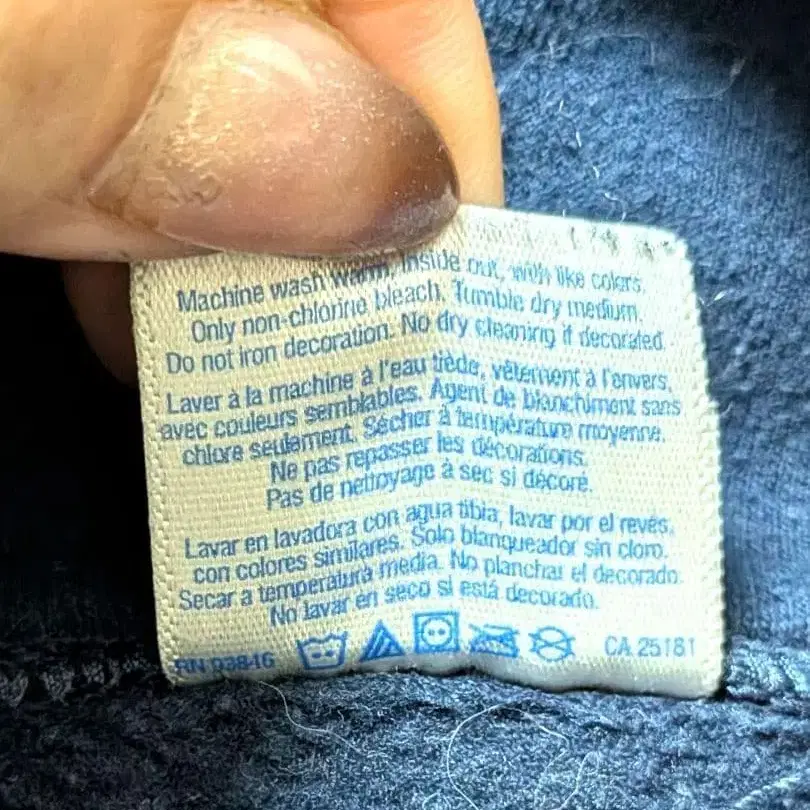 Machine wash warm, inside out, with like colors.
Only non-chlorine bleach. Tumble dry medium.
Do not iron decoration. No dry cleaning if decorated.
Laver à la machine à l'eau tiède, vêtement à l'envers,
avec couleurs semblables. Agent de blanchiment sans
chlore seulement. Sécher à température moyenne.
Ne pas repasser les décorations.
Pas de nettoyage à sec si décoré.
Lavar en lavadora con agua tibia, lavar por el revés,
con colores similares. Solo blanqueador sin cloro.
Secar a temperatura media. No planchar el decorado.
No lavar en seco si está decorado.
RN 93846 CA 25181